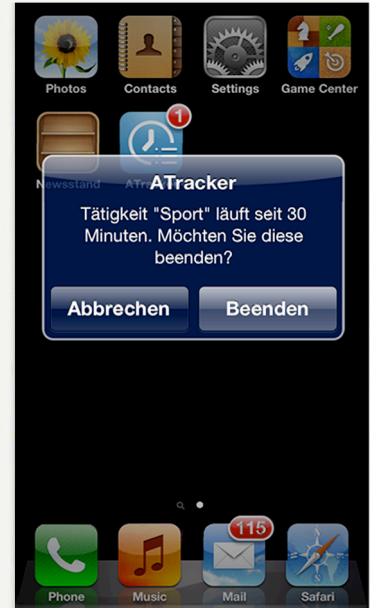 Photos Contacts Settings Game Center
1
Newsstand ATracker
ATracker
Tätigkeit "Sport" läuft seit 30
Minuten. Möchten Sie diese
beenden?
Abbrechen Beenden
115
Phone Music Mail Safari